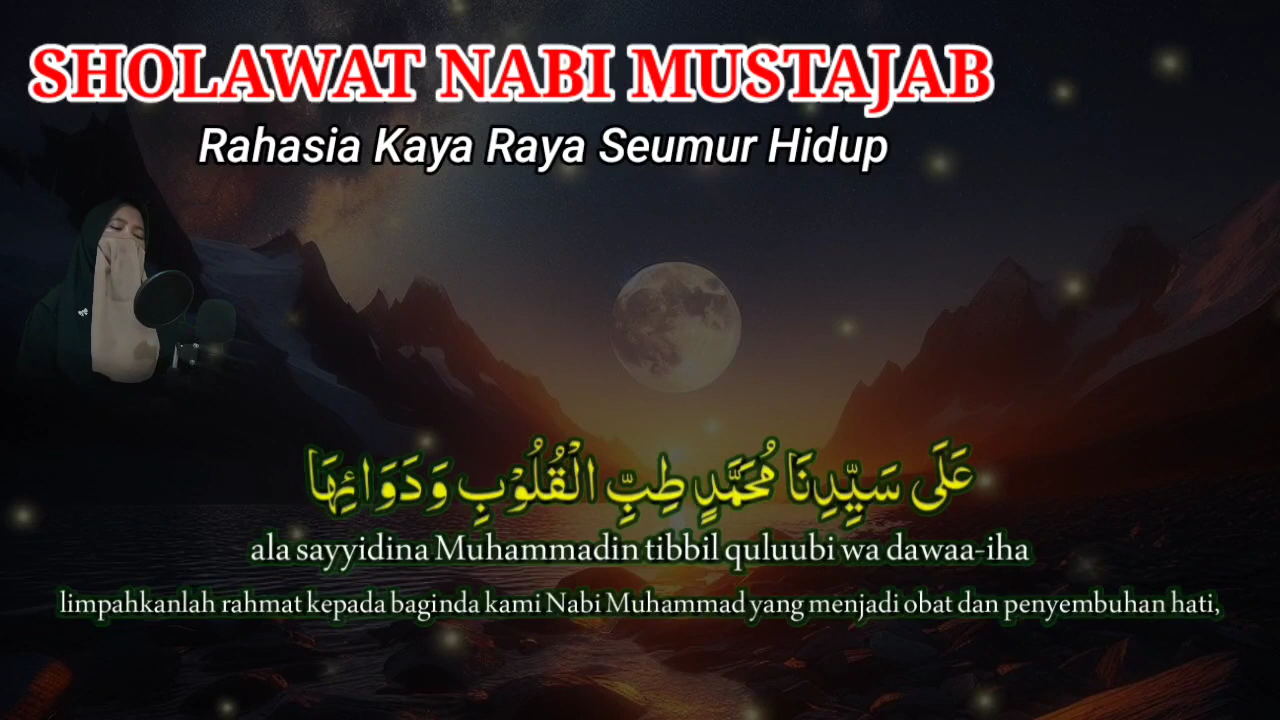 SHOLAWAT NABI MUSTAJAB
Rahasia Kaya Raya Seumur Hidup
عَلَى سَيِّدِنَا مُحَمَّدٍ طِبِّ الْقُلُوْبِ وَدَوَائِهَا
ala sayyidina Muhammadin tibbil quluubi wa dawaa-iha
limpahkanlah rahmat kepada baginda kami Nabi Muhammad yang menjadi obat dan penyembuhan hati,